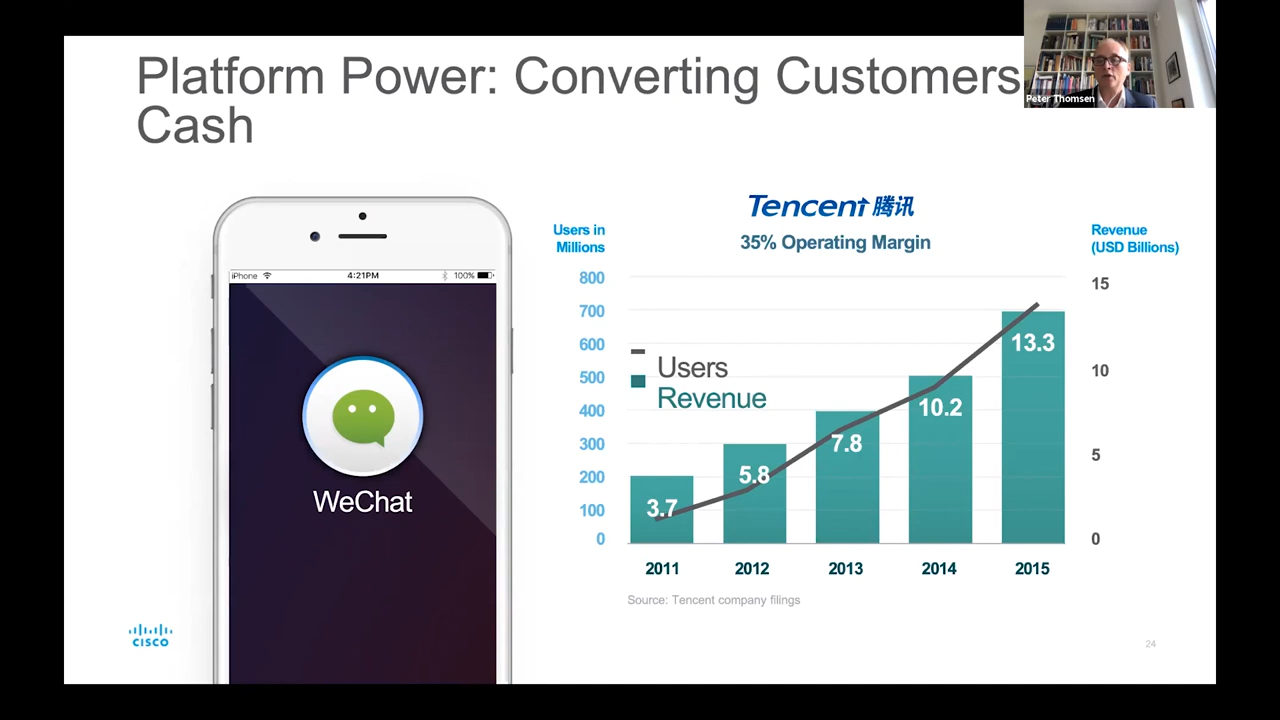 Platform Power: Converting Customers
Cash
Peter Thomsen
Tencent 腾讯
35% Operating Margin
Users in
Millions
Revenue
(USD Billions)
iPhone
4:21PM
100%
800
700
600
500
400
300
200
100
0
15
10
5
0
Users
Revenue
3.7
5.8
7.8
10.2
13.3
2011
2012
2013
2014
2015
Source: Tencent company filings
WeChat
CISCO
24